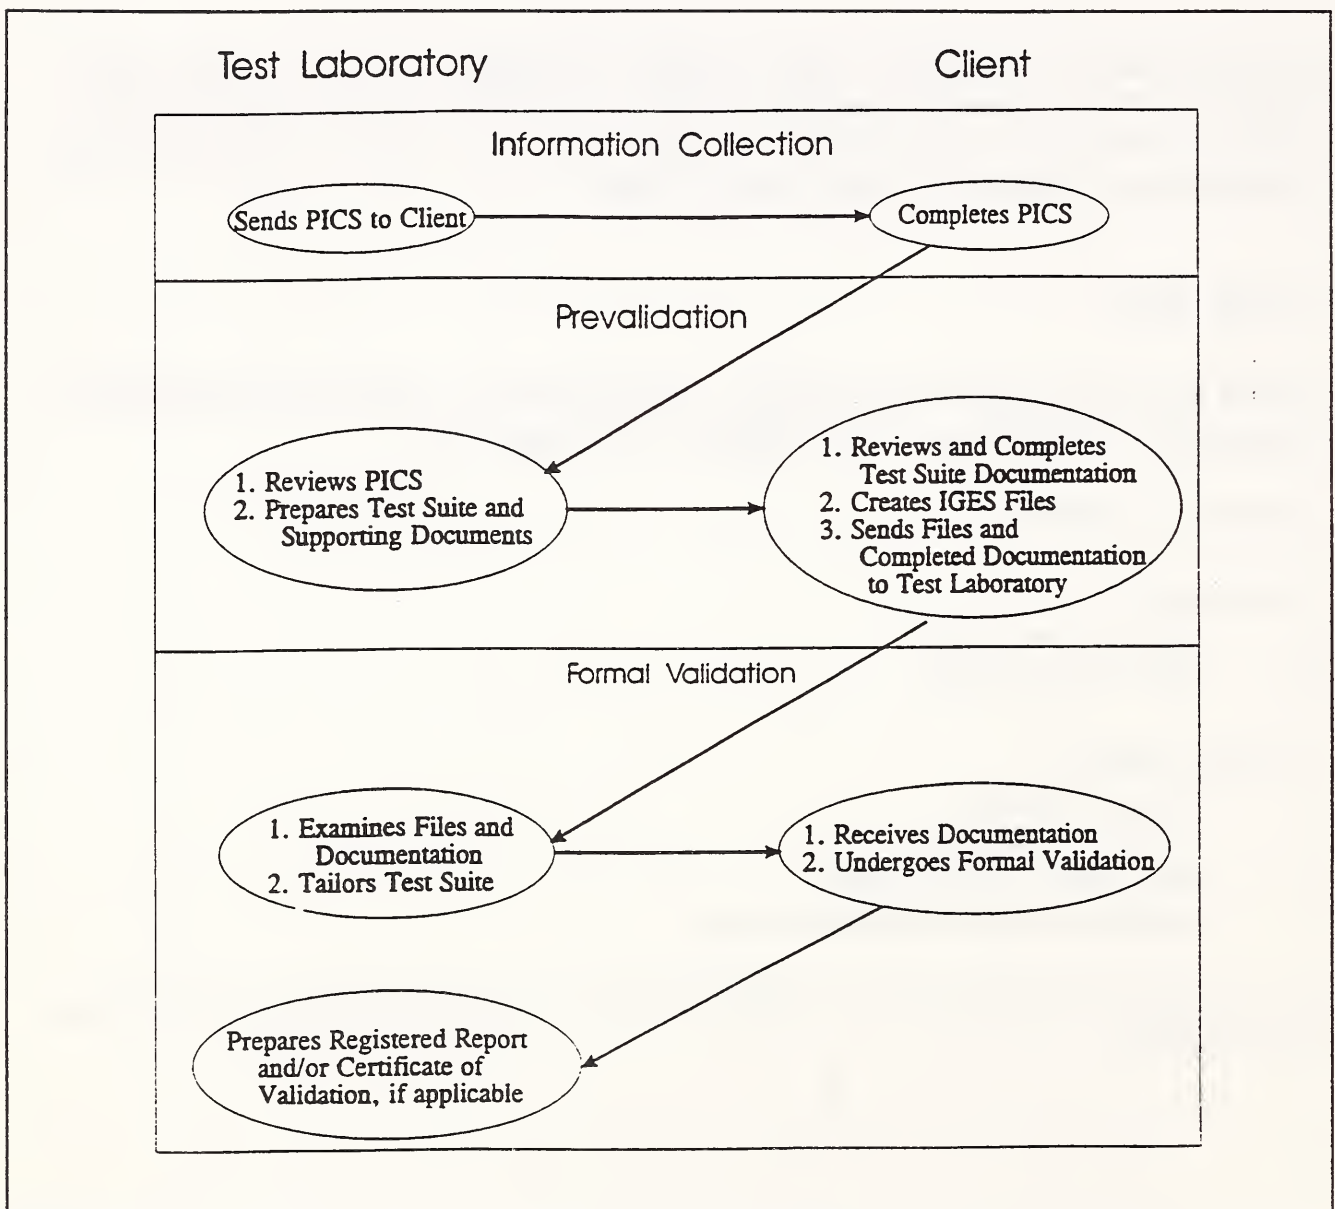 Test Laboratory
Client
Information Collection
Sends PICS to Client
Completes PICS
Prevalidation
1. Reviews PICS
2. Prepares Test Suite and
Supporting Documents
1. Reviews and Completes
Test Suite Documentation
2. Creates IGES Files
3. Sends Files and
Completed Documentation
to Test Laboratory
Formal Validation
1. Examines Files and
Documentation
2. Tailors Test Suite
1. Receives Documentation
2. Undergoes Formal Validation
Prepares Registered Report
and/or Certificate of
Validation, if applicable